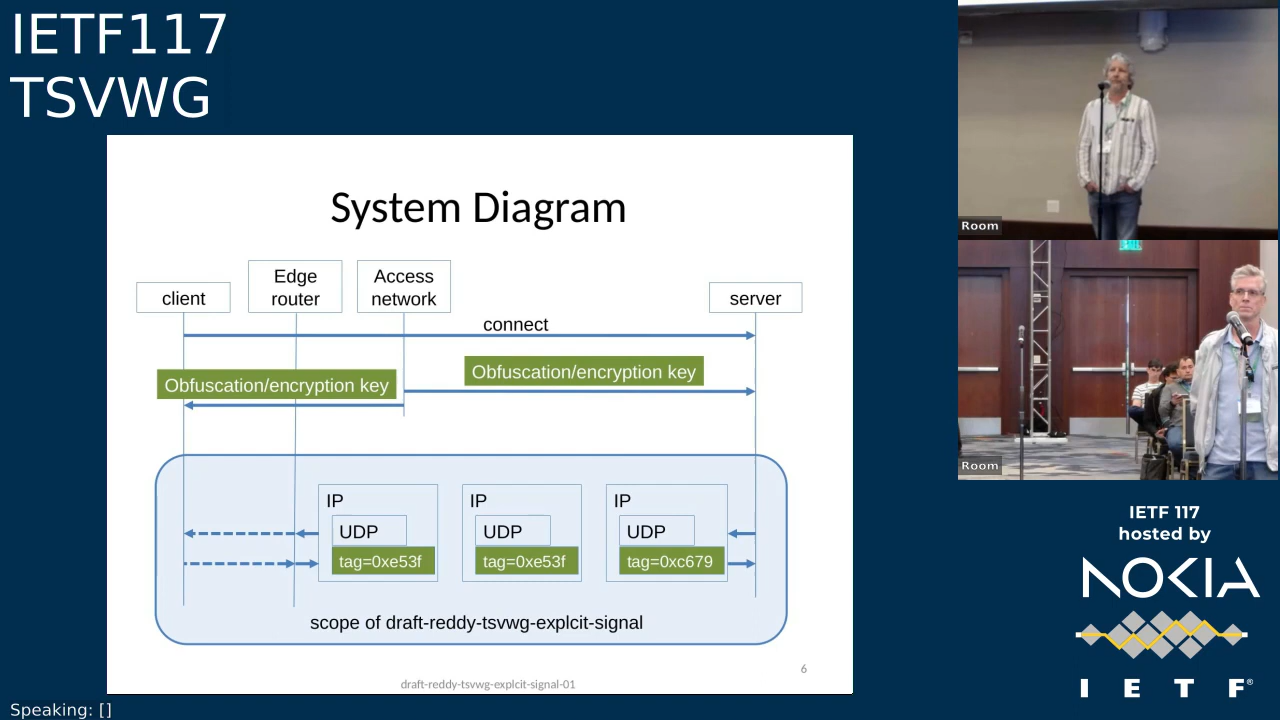 IETF117
TSVWG
System Diagram
client
Edge
router
Access
network
server
connect
Obfuscation/encryption key
Obfuscation/encryption key
IP
IP
IP
UDP
UDP
UDP
tag=0xe53f
tag=0xe53f
tag=0xc679
scope of draft-reddy-tsvwg-explcit-signal
6
draft-reddy-tsvwg-explcit-signal-01
Speaking: []
Room
Room
IETF 117
hosted by
NOKIA
I E T F®